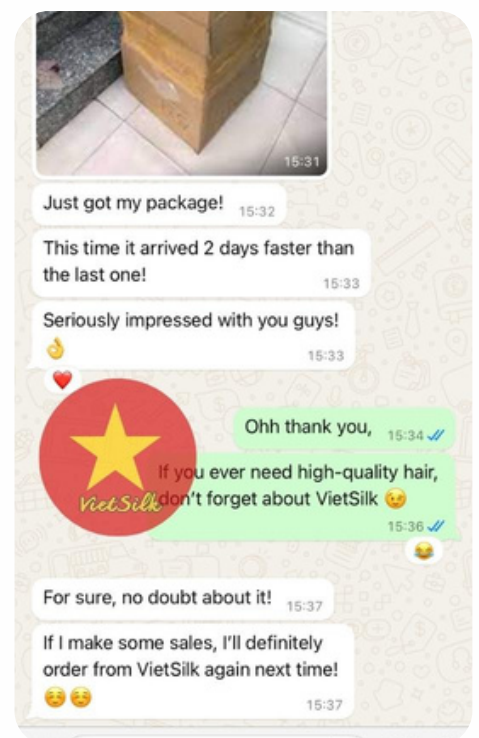 15:31
Just got my package! 15:32
This time it arrived 2 days faster than
the last one!
15:33
Seriously impressed with you guys!
👌
15:33
❤️
Ohh thank you, 15:34
If you ever need high-quality hair,
don't forget about VietSilk 😉
VietSilk
15:36
😂
For sure, no doubt about it! 15:37
If I make some sales, I'll definitely
order from VietSilk again next time!
☺️☺️
15:37